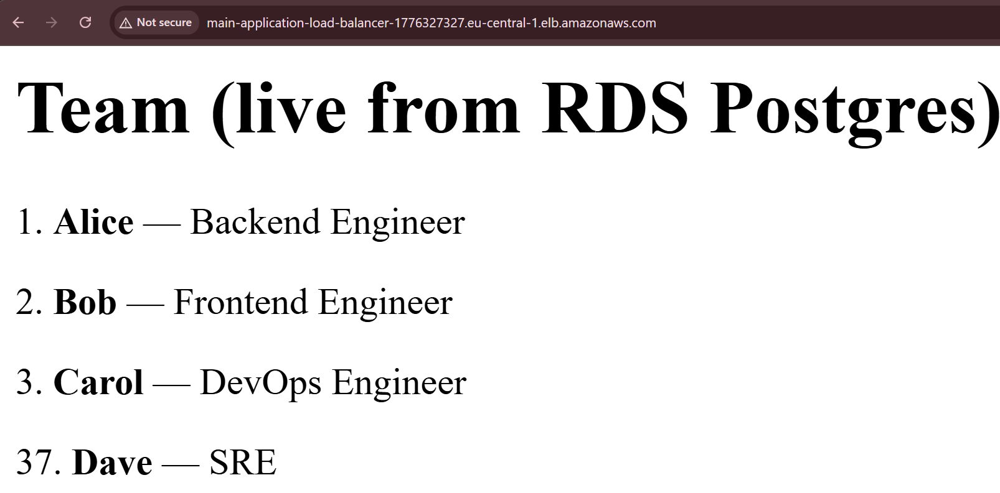 Not secure main-application-load-balancer-1776327327.eu-central-1.elb.amazonaws.com
Team (live from RDS Postgres)
1. Alice — Backend Engineer
2. Bob — Frontend Engineer
3. Carol — DevOps Engineer
37. Dave — SRE